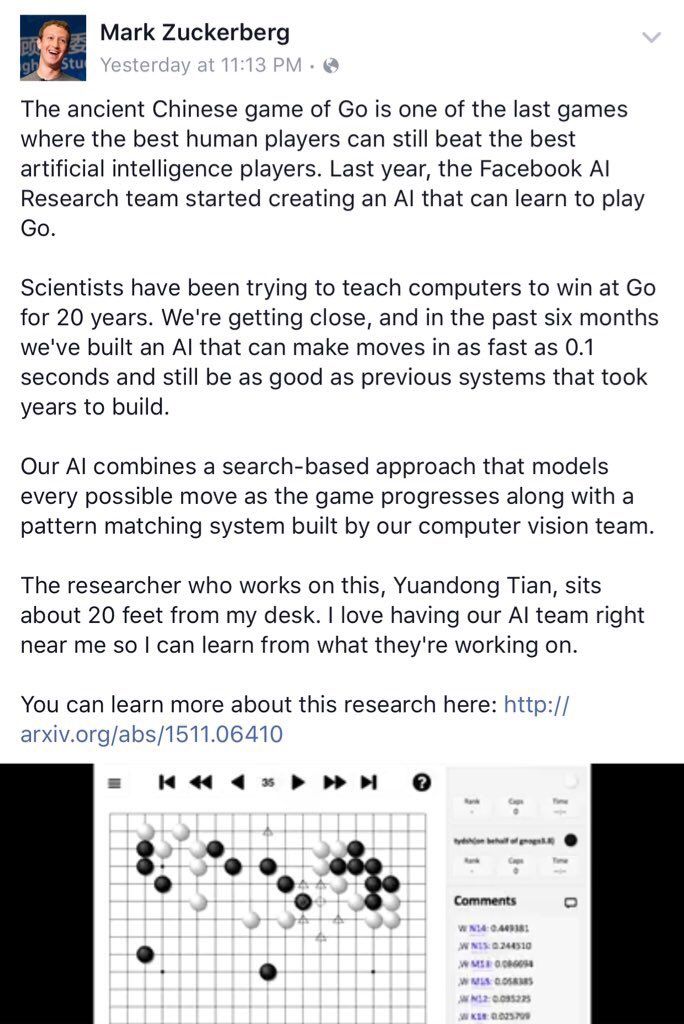 Mark Zuckerberg
Yesterday at 11:13 PM ·
The ancient Chinese game of Go is one of the last games
where the best human players can still beat the best
artificial intelligence players. Last year, the Facebook AI
Research team started creating an AI that can learn to play
Go.
Scientists have been trying to teach computers to win at Go
for 20 years. We're getting close, and in the past six months
we've built an AI that can make moves in as fast as 0.1
seconds and still be as good as previous systems that took
years to build.
Our AI combines a search-based approach that models
every possible move as the game progresses along with a
pattern matching system built by our computer vision team.
The researcher who works on this, Yuandong Tian, sits
about 20 feet from my desk. I love having our AI team right
near me so I can learn from what they're working on.
You can learn more about this research here: http://
arxiv.org/abs/1511.06410
35
?
Rank Caps Time
- 0
(on behalf of
Rank Caps Time
- 0
Comments
W N14: 0.449381
,W N15: 0.244510
,W
,W 0.058385
,W N12: 0.035225
,W K18: 0.025799